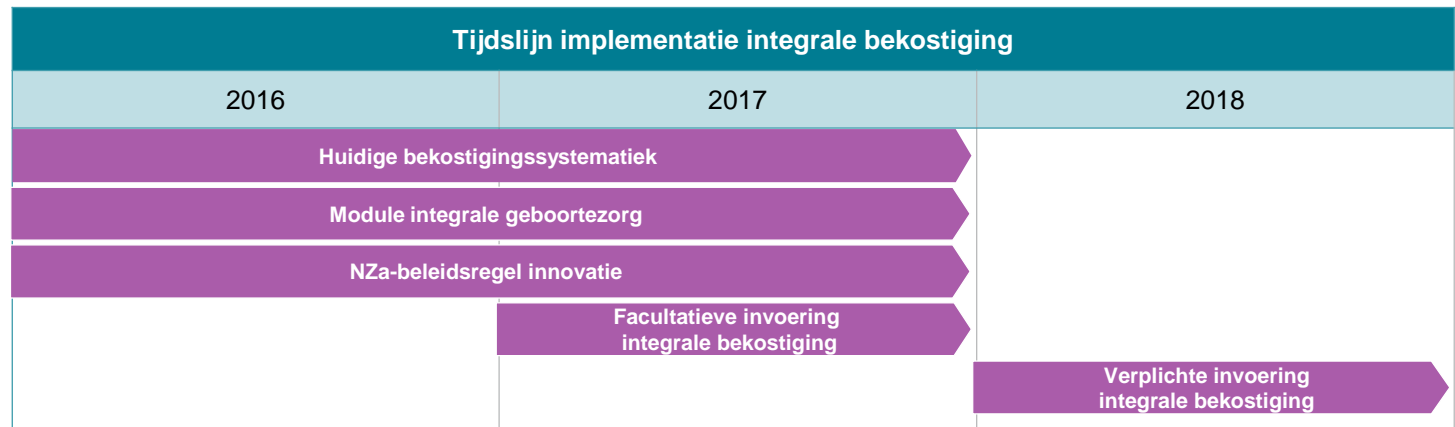 Tijdslijn implementatie integrale bekostiging
2016 2017 2018
Huidige bekostigingssystematiek
Module integrale geboortezorg
NZa-beleidsregel innovatie
Facultatieve invoering
integrale bekostiging
Verplichte invoering
integrale bekostiging